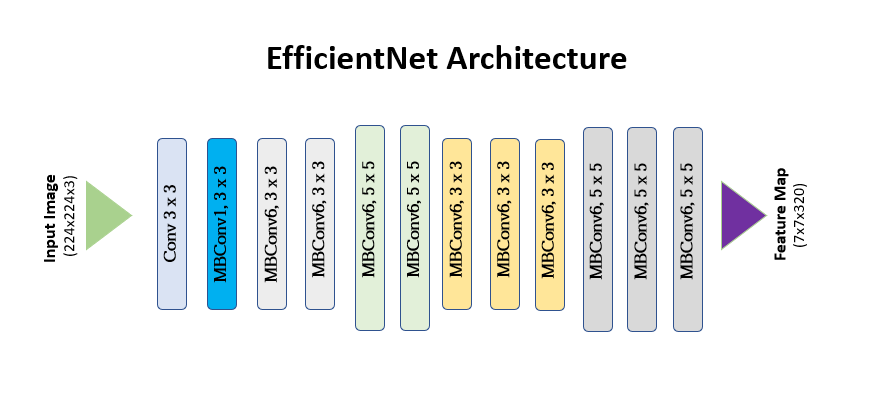 EfficientNet Architecture
Input Image
(224x224x3)
Conv 3 x 3
MBConv1, 3 x 3
MBConv6, 3 x 3
MBConv6, 3 x 3
MBConv6, 5 x 5
MBConv6, 5 x 5
MBConv6, 3 x 3
MBConv6, 3 x 3
MBConv6, 3 x 3
MBConv6, 5 x 5
MBConv6, 5 x 5
MBConv6, 5 x 5
Feature Map
(7x7x320)